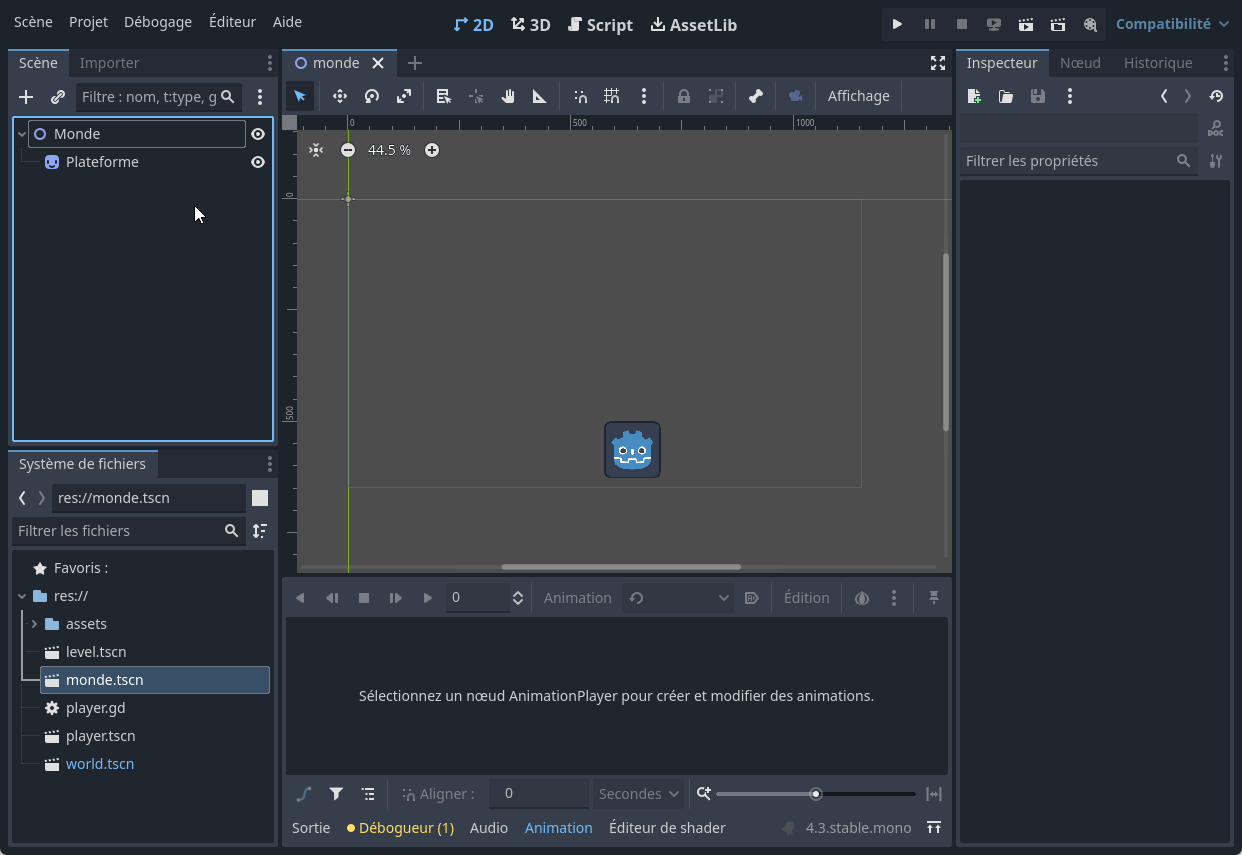 Scène Projet Débogage Éditeur Aide
2D 3D Script AssetLib
Compatibilité
Scène Importer
Filtre : nom, t:type, g
Monde
Plateforme
Système de fichiers
res://monde.tscn
Filtrer les fichiers
Favoris :
res://
assets
level.tscn
monde.tscn
player.gd
player.tscn
world.tscn
monde
Affichage
0 500 1000
44.5 %
0
500
0 Animation Édition
Sélectionnez un nœud AnimationPlayer pour créer et modifier des animations.
Aligner : 0 Secondes
Sortie Débogueur (1) Audio Animation Éditeur de shader 4.3.stable.mono
Inspecteur Nœud Historique
DOC
Filtrer les propriétés